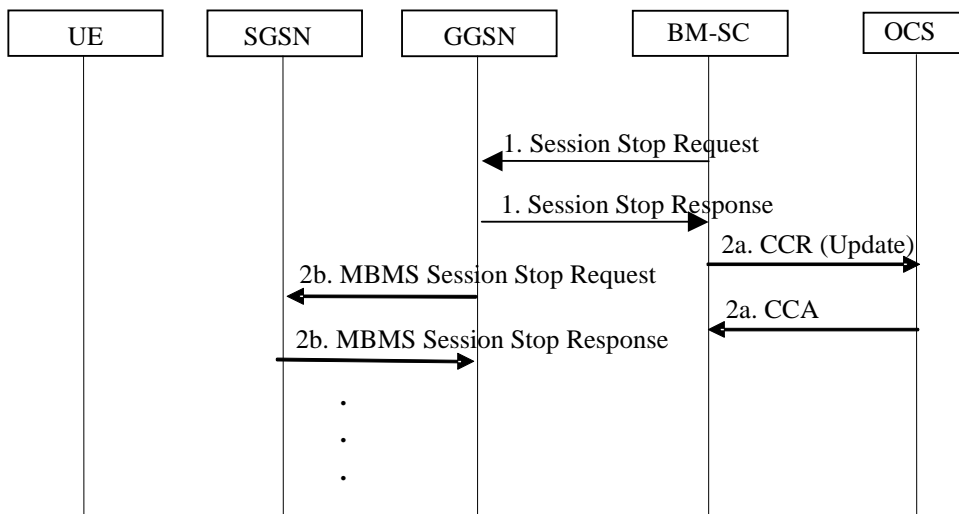 UE
SGSN
GGSN
BM-SC
OCS
1. Session Stop Request
1. Session Stop Response
2a. CCR (Update)
2b. MBMS Session Stop Request
2a. CCA
2b. MBMS Session Stop Response
.
.
.